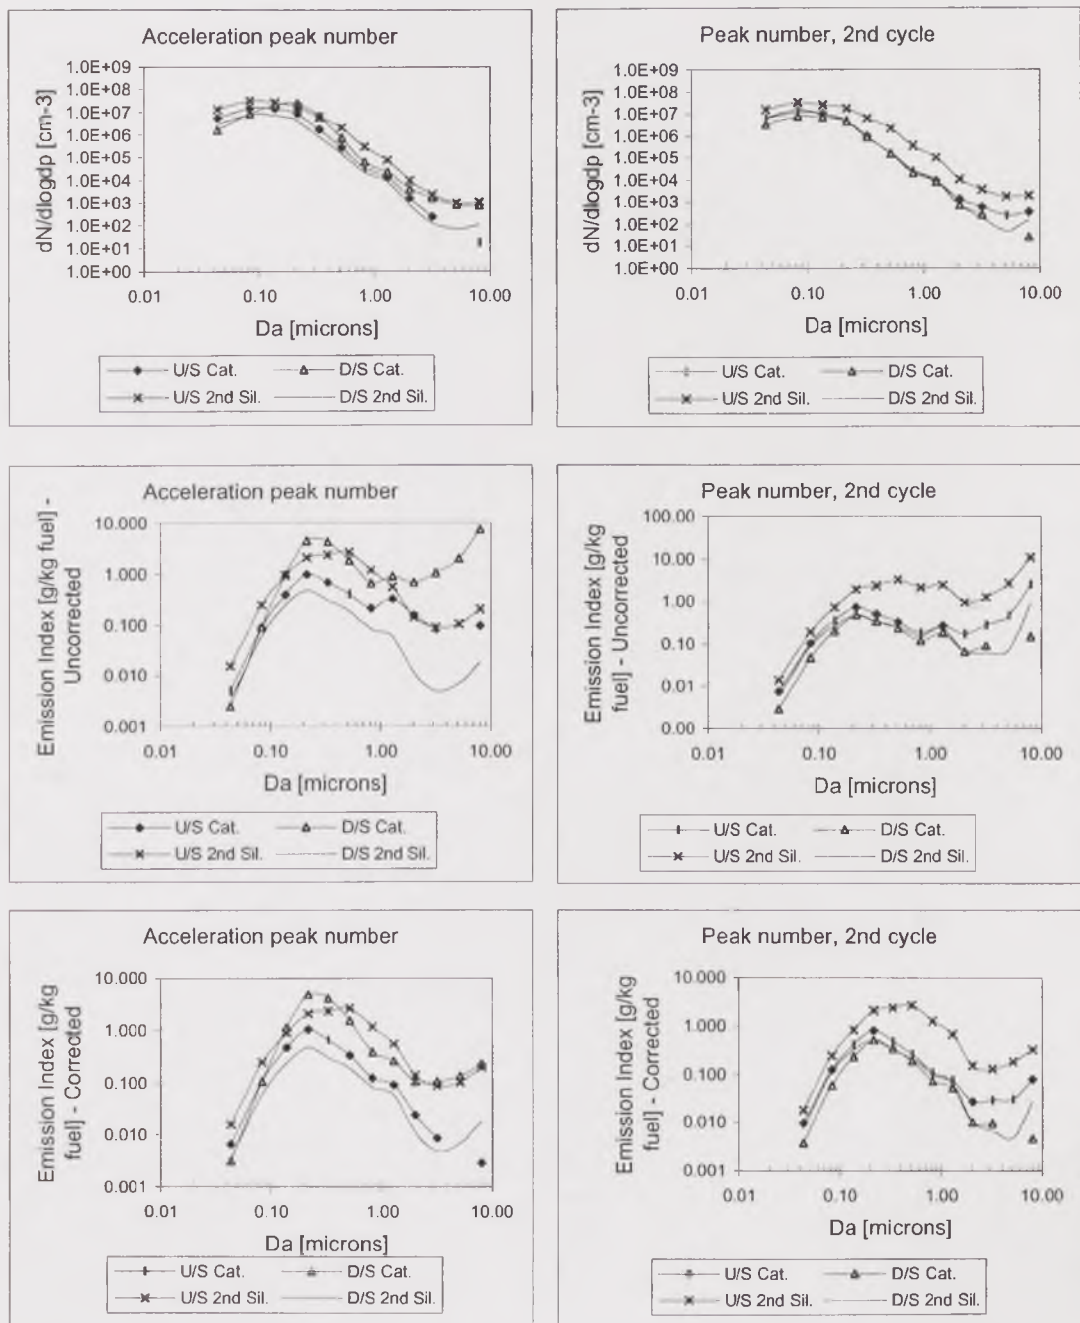 Acceleration peak number
dN/dlogdp [cm-3]
1.0E+09
1.0E+08
1.0E+07
1.0E+06
1.0E+05
1.0E+04
1.0E+03
1.0E+02
1.0E+01
1.0E+00
0.01 0.10 1.00 10.00
Da [microns]
U/S Cat. D/S Cat.
U/S 2nd Sil. D/S 2nd Sil.
Peak number, 2nd cycle
dN/dlogdp [cm-3]
1.0E+09
1.0E+08
1.0E+07
1.0E+06
1.0E+05
1.0E+04
1.0E+03
1.0E+02
1.0E+01
1.0E+00
0.01 0.10 1.00 10.00
Da [microns]
U/S Cat. D/S Cat.
U/S 2nd Sil. D/S 2nd Sil.
Acceleration peak number
Emission Index [g/kg fuel] -
Uncorrected
10.000
1.000
0.100
0.010
0.001
0.01 0.10 1.00 10.00
Da [microns]
U/S Cat. D/S Cat.
U/S 2nd Sil. D/S 2nd Sil.
Peak number, 2nd cycle
Emission Index [g/kg
fuel] - Uncorrected
100.00
10.00
1.00
0.10
0.01
0.00
0.01 0.10 1.00 10.00
Da [microns]
U/S Cat. D/S Cat.
U/S 2nd Sil. D/S 2nd Sil.
Acceleration peak number
Emission Index [g/kg
fuel] - Corrected
10.000
1.000
0.100
0.010
0.001
0.01 0.10 1.00 10.00
Da [microns]
U/S Cat. D/S Cat.
U/S 2nd Sil. D/S 2nd Sil.
Peak number, 2nd cycle
Emission Index [g/kg
fuel] - Corrected
10.000
1.000
0.100
0.010
0.001
0.01 0.10 1.00 10.00
Da [microns]
U/S Cat. D/S Cat.
U/S 2nd Sil. D/S 2nd Sil.